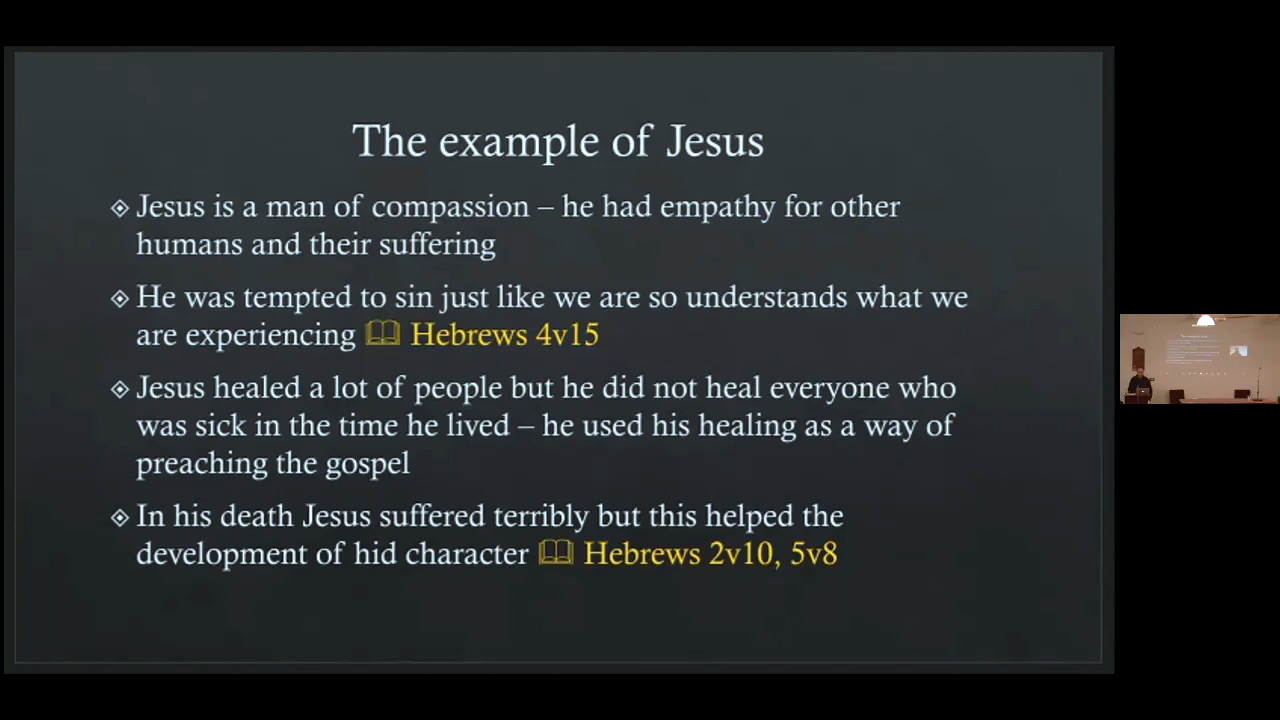 The example of Jesus
Jesus is a man of compassion – he had empathy for other
humans and their suffering
He was tempted to sin just like we are so understands what we
are experiencing 🕮 Hebrews 4v15
Jesus healed a lot of people but he did not heal everyone who
was sick in the time he lived – he used his healing as a way of
preaching the gospel
In his death Jesus suffered terribly but this helped the
development of hid character 🕮 Hebrews 2v10, 5v8